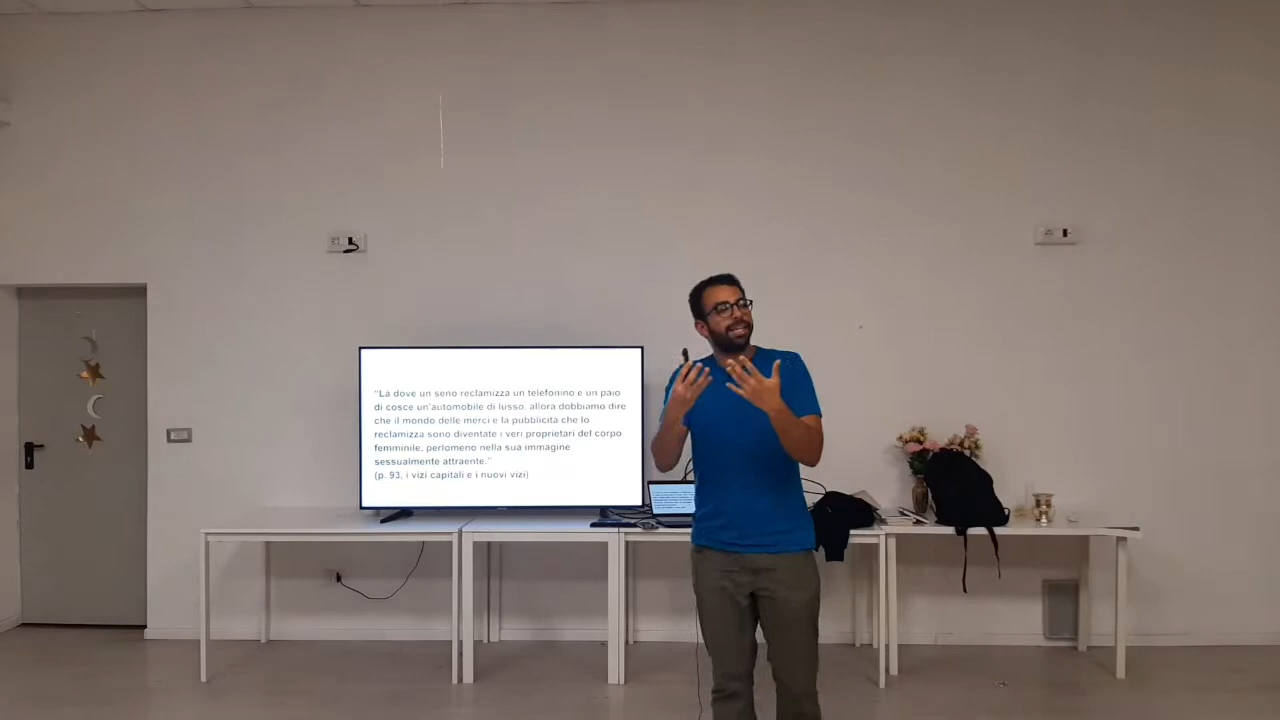 “Là dove un seno reclamizza un telefonino e un paio
di cosce un'automobile di lusso, allora dobbiamo dire
che il mondo delle merci e la pubblicità che lo
reclamizza sono diventate i veri proprietari del corpo
femminile, perlomeno nella sua immagine
sessualmente attraente.”
(p. 93, i vizi capitali e i nuovi vizi)